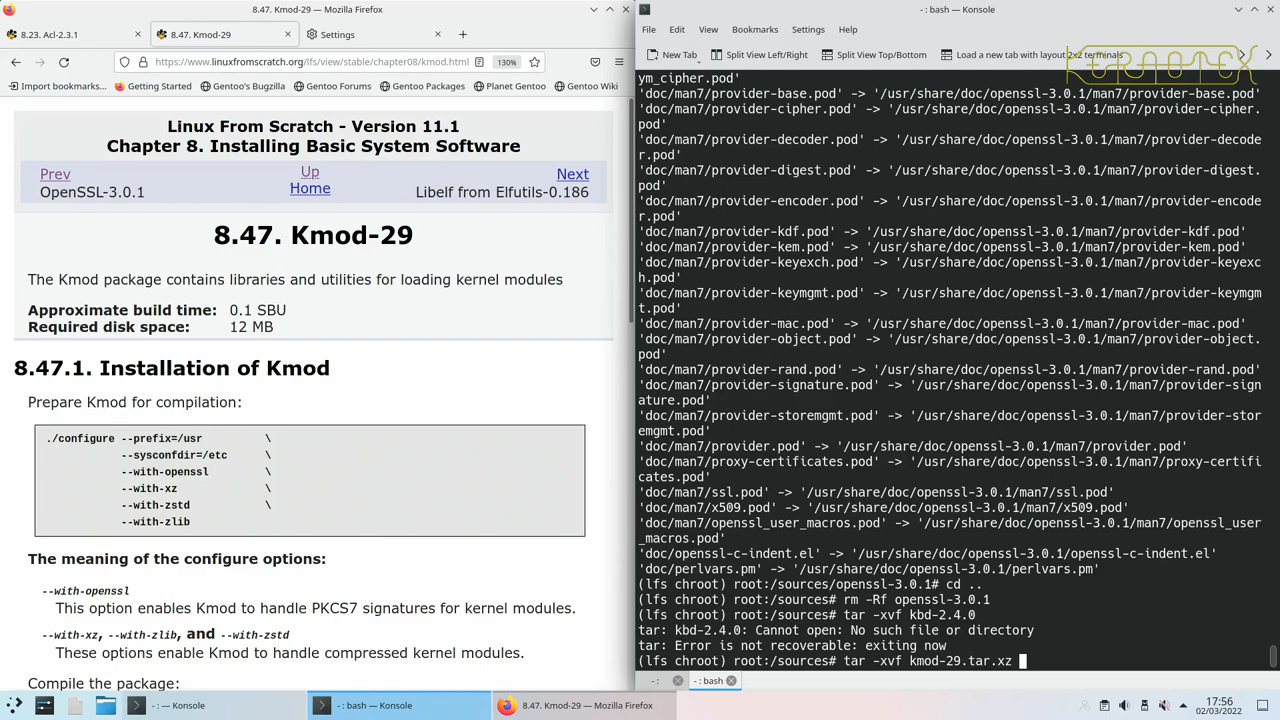 8.47. Kmod-29 — Mozilla Firefox
8.23. Acl-2.3.1
8.47. Kmod-29
Settings
https://www.linuxfromscratch.org/lfs/view/stable/chapter08/kmod.html
130%
Import bookmarks...
Getting Started
Gentoo's Bugzilla
Gentoo Forums
Gentoo Packages
Planet Gentoo
Gentoo Wiki
Linux From Scratch - Version 11.1
Chapter 8. Installing Basic System Software
Prev
Up
Next
OpenSSL-3.0.1
Home
Libelf from Elfutils-0.186
8.47. Kmod-29
The Kmod package contains libraries and utilities for loading kernel modules
Approximate build time: 0.1 SBU
Required disk space: 12 MB
8.47.1. Installation of Kmod
Prepare Kmod for compilation:
./configure --prefix=/usr \
--sysconfdir=/etc \
--with-openssl \
--with-xz \
--with-zstd \
--with-zlib
The meaning of the configure options:
--with-openssl
This option enables Kmod to handle PKCS7 signatures for kernel modules.
--with-xz, --with-zlib, and --with-zstd
These options enable Kmod to handle compressed kernel modules.
Compile the package:
- : bash — Konsole
File Edit View Bookmarks Settings Help
New Tab
Split View Left/Right
Split View Top/Bottom
Load a new tab with layout 2x2 terminals
KERNOTEX
ym_cipher.pod'
'doc/man7/provider-base.pod' -> '/usr/share/doc/openssl-3.0.1/man7/provider-base.pod'
'doc/man7/provider-cipher.pod' -> '/usr/share/doc/openssl-3.0.1/man7/provider-cipher.
pod'
'doc/man7/provider-decoder.pod' -> '/usr/share/doc/openssl-3.0.1/man7/provider-decode
r.pod'
'doc/man7/provider-digest.pod' -> '/usr/share/doc/openssl-3.0.1/man7/provider-digest.
pod'
'doc/man7/provider-encoder.pod' -> '/usr/share/doc/openssl-3.0.1/man7/provider-encode
r.pod'
'doc/man7/provider-kdf.pod' -> '/usr/share/doc/openssl-3.0.1/man7/provider-kdf.pod'
'doc/man7/provider-kem.pod' -> '/usr/share/doc/openssl-3.0.1/man7/provider-kem.pod'
'doc/man7/provider-keyexch.pod' -> '/usr/share/doc/openssl-3.0.1/man7/provider-keyexc
h.pod'
'doc/man7/provider-keymgmt.pod' -> '/usr/share/doc/openssl-3.0.1/man7/provider-keymgm
t.pod'
'doc/man7/provider-mac.pod' -> '/usr/share/doc/openssl-3.0.1/man7/provider-mac.pod'
'doc/man7/provider-object.pod' -> '/usr/share/doc/openssl-3.0.1/man7/provider-object.
pod'
'doc/man7/provider-rand.pod' -> '/usr/share/doc/openssl-3.0.1/man7/provider-rand.pod'
'doc/man7/provider-signature.pod' -> '/usr/share/doc/openssl-3.0.1/man7/provider-sign
ature.pod'
'doc/man7/provider-storemgmt.pod' -> '/usr/share/doc/openssl-3.0.1/man7/provider-stor
emgmt.pod'
'doc/man7/provider.pod' -> '/usr/share/doc/openssl-3.0.1/man7/provider.pod'
'doc/man7/proxy-certificates.pod' -> '/usr/share/doc/openssl-3.0.1/man7/proxy-certifi
cates.pod'
'doc/man7/ssl.pod' -> '/usr/share/doc/openssl-3.0.1/man7/ssl.pod'
'doc/man7/x509.pod' -> '/usr/share/doc/openssl-3.0.1/man7/x509.pod'
'doc/man7/openssl_user_macros.pod' -> '/usr/share/doc/openssl-3.0.1/man7/openssl_user
_macros.pod'
'doc/openssl-c-indent.el' -> '/usr/share/doc/openssl-3.0.1/openssl-c-indent.el'
'doc/perlvars.pm' -> '/usr/share/doc/openssl-3.0.1/perlvars.pm'
(lfs chroot) root:/sources/openssl-3.0.1# cd ..
(lfs chroot) root:/sources# rm -Rf openssl-3.0.1
(lfs chroot) root:/sources# tar -xvf kbd-2.4.0
tar: kbd-2.4.0: Cannot open: No such file or directory
tar: Error is not recoverable: exiting now
(lfs chroot) root:/sources# tar -xvf kmod-29.tar.xz
- :
- : bash
- : — Konsole
- : bash — Konsole
8.47. Kmod-29 — Mozilla Firefox
17:56
02/03/2022